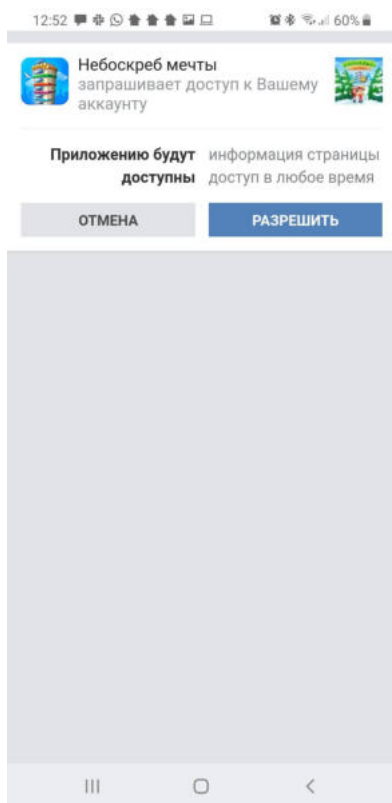 12:52 60%
Небоскреб мечты
запрашивает доступ к Вашему
аккаунту
Приложению будут информация страницы
доступны доступ в любое время
ОТМЕНА РАЗРЕШИТЬ